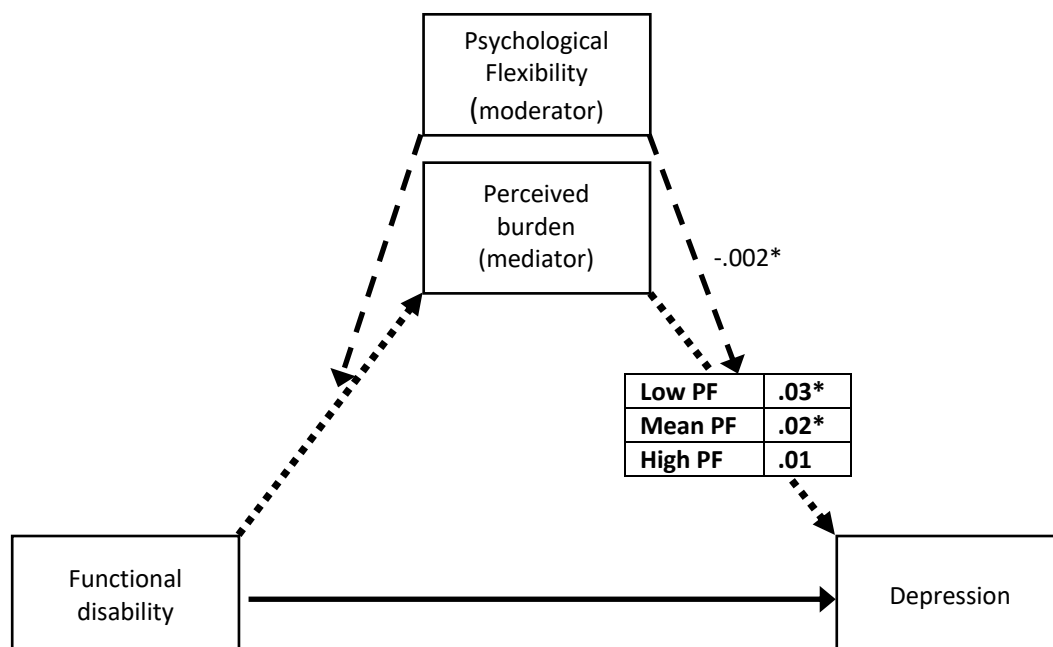 Psychological
Flexibility
(moderator)
Perceived
burden
(mediator)
-.002*
Low PF .03*
Mean PF .02*
High PF .01
Functional
disability
Depression